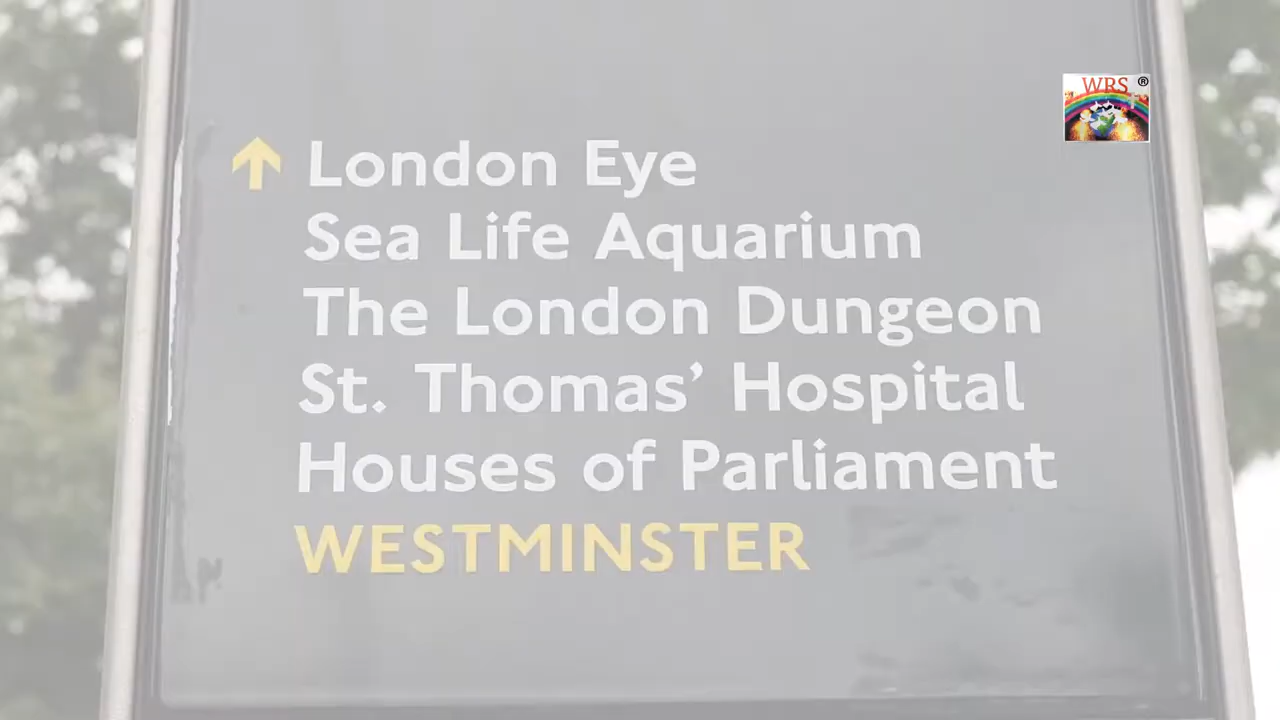 WRS ®
London Eye
Sea Life Aquarium
The London Dungeon
St. Thomas’ Hospital
Houses of Parliament
WESTMINSTER